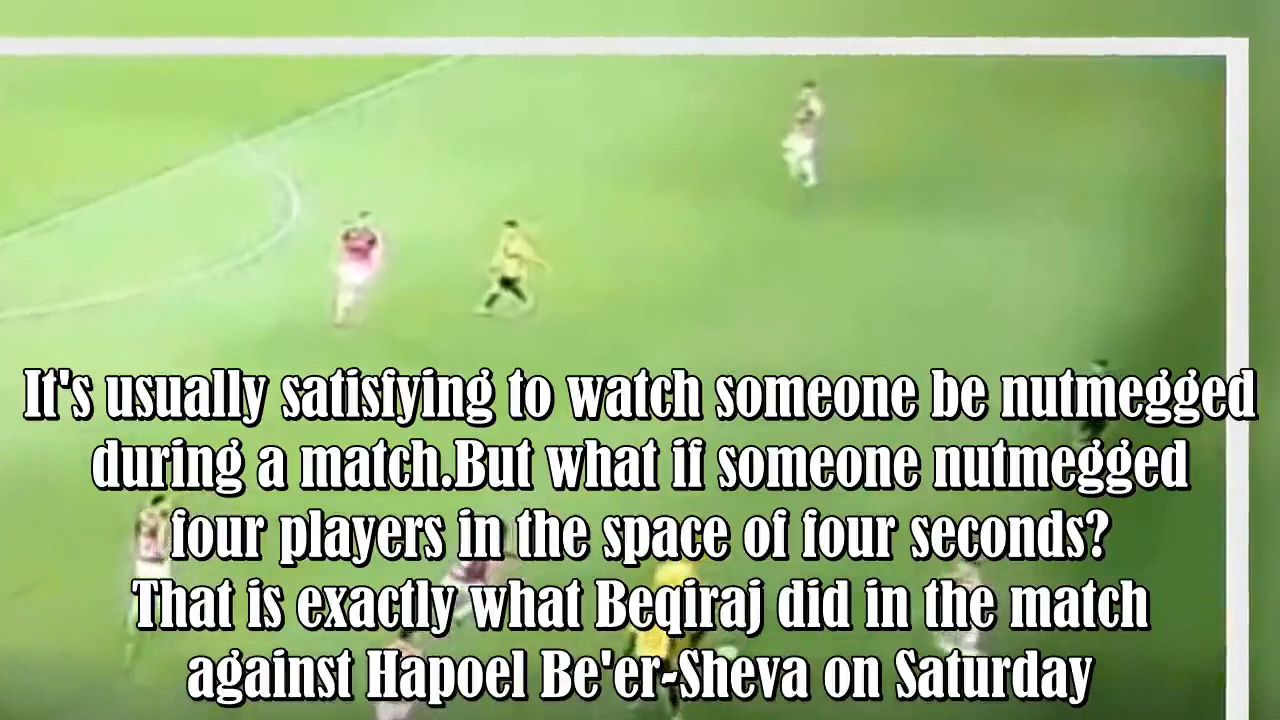 It's usually satisfying to watch someone be nutmegged
during a match.But what if someone nutmegged
four players in the space of four seconds?
That is exactly what Beqiraj did in the match
against Hapoel Be'er-Sheva on Saturday